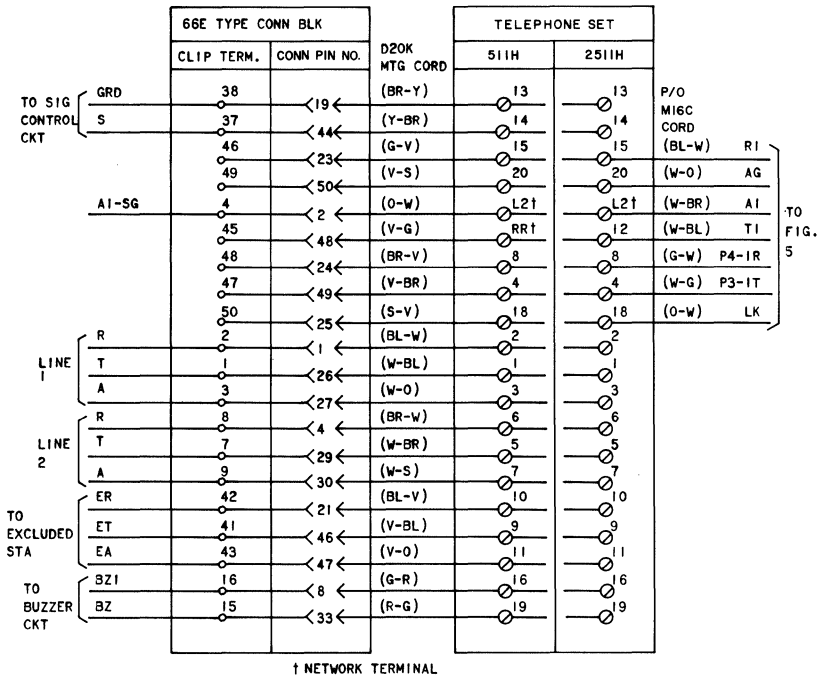 66E TYPE CONN BLK TELEPHONE SET
CLIP TERM. CONN PIN NO. D20K MTG CORD 511H 2511H
P/O M16C CORD
TO SIG CONTROL CKT
GRD 38 19 (BR-Y) 13 13
S 37 44 (Y-BR) 14 14
46 23 (G-V) 15 15 (BL-W) R1
49 50 (V-S) 20 20 (W-O) AG
A1-SG 4 2 (O-W) L2† L2† (W-BR) A1
45 48 (V-G) RR† 12 (W-BL) T1
48 24 (BR-V) 8 8 (G-W) P4-1R
47 49 (V-BR) 4 4 (W-G) P3-1T
50 25 (S-V) 18 18 (O-W) LK
TO FIG. 5
LINE 1
R 2 1 (BL-W) 2 2
T 1 26 (W-BL) 1 1
A 3 27 (W-O) 3 3
LINE 2
R 8 4 (BR-W) 6 6
T 7 29 (W-BR) 5 5
A 9 30 (W-S) 7 7
TO EXCLUDED STA
ER 42 21 (BL-V) 10 10
ET 41 46 (V-BL) 9 9
EA 43 47 (V-O) 11 11
TO BUZZER CKT
BZ1 16 8 (G-R) 16 16
BZ 15 33 (R-G) 19 19
† NETWORK TERMINAL